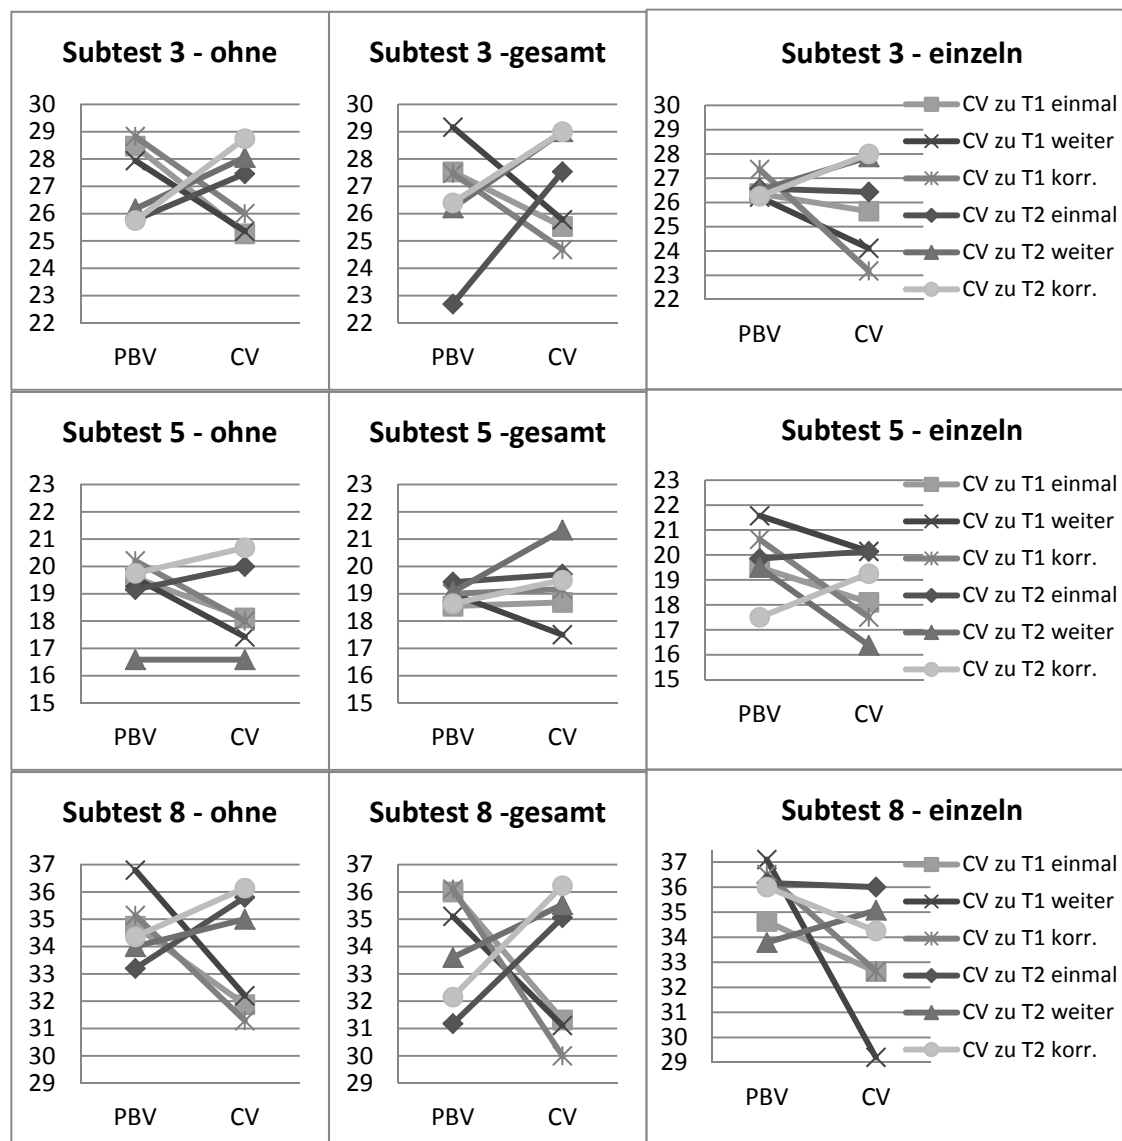 Subtest 3 - ohne
30
29
28
27
26
25
24
23
22
PBV CV
Subtest 3 -gesamt
30
29
28
27
26
25
24
23
22
PBV CV
Subtest 3 - einzeln
30
29
28
27
26
25
24
23
22
PBV CV
CV zu T1 einmal
CV zu T1 weiter
CV zu T1 korr.
CV zu T2 einmal
CV zu T2 weiter
CV zu T2 korr.
Subtest 5 - ohne
23
22
21
20
19
18
17
16
15
PBV CV
Subtest 5 -gesamt
23
22
21
20
19
18
17
16
15
PBV CV
Subtest 5 - einzeln
23
22
21
20
19
18
17
16
15
PBV CV
CV zu T1 einmal
CV zu T1 weiter
CV zu T1 korr.
CV zu T2 einmal
CV zu T2 weiter
CV zu T2 korr.
Subtest 8 - ohne
37
36
35
34
33
32
31
30
29
PBV CV
Subtest 8 -gesamt
37
36
35
34
33
32
31
30
29
PBV CV
Subtest 8 - einzeln
37
36
35
34
33
32
31
30
29
PBV CV
CV zu T1 einmal
CV zu T1 weiter
CV zu T1 korr.
CV zu T2 einmal
CV zu T2 weiter
CV zu T2 korr.